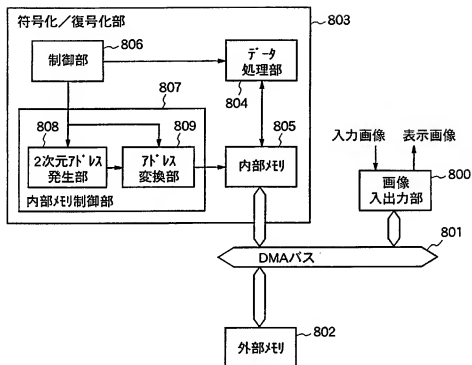 符号化／復号化部
803
制御部
806
データ
処理部
804
807
808
809
805
2次元アドレス
発生部
アドレス
変換部
内部メモリ
内部メモリ制御部
入力画像
表示画像
800
画像
入出力部
801
DMAバス
802
外部メモリ